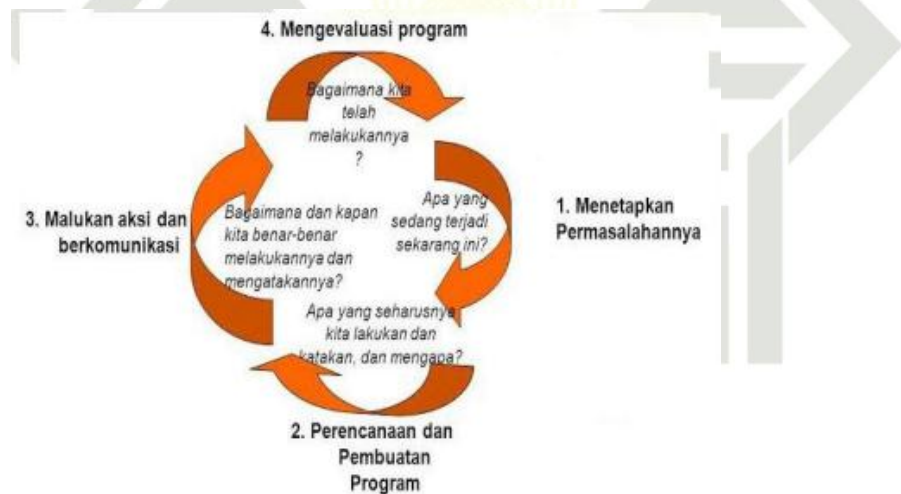 4. Mengevaluasi program
Bagaimana kita
telah
melakukannya
?
1. Menetapkan
Permasalahannya
Apa yang
sedang terjadi
sekarang ini?
3. Malukan aksi dan
berkomunikasi
Bagaimana dan kapan
kita benar-benar
melakukannya dan
mengatakannya?
Apa yang seharusnya
kita lakukan dan
katakan, dan mengapa?
2. Perencanaan dan
Pembuatan
Program